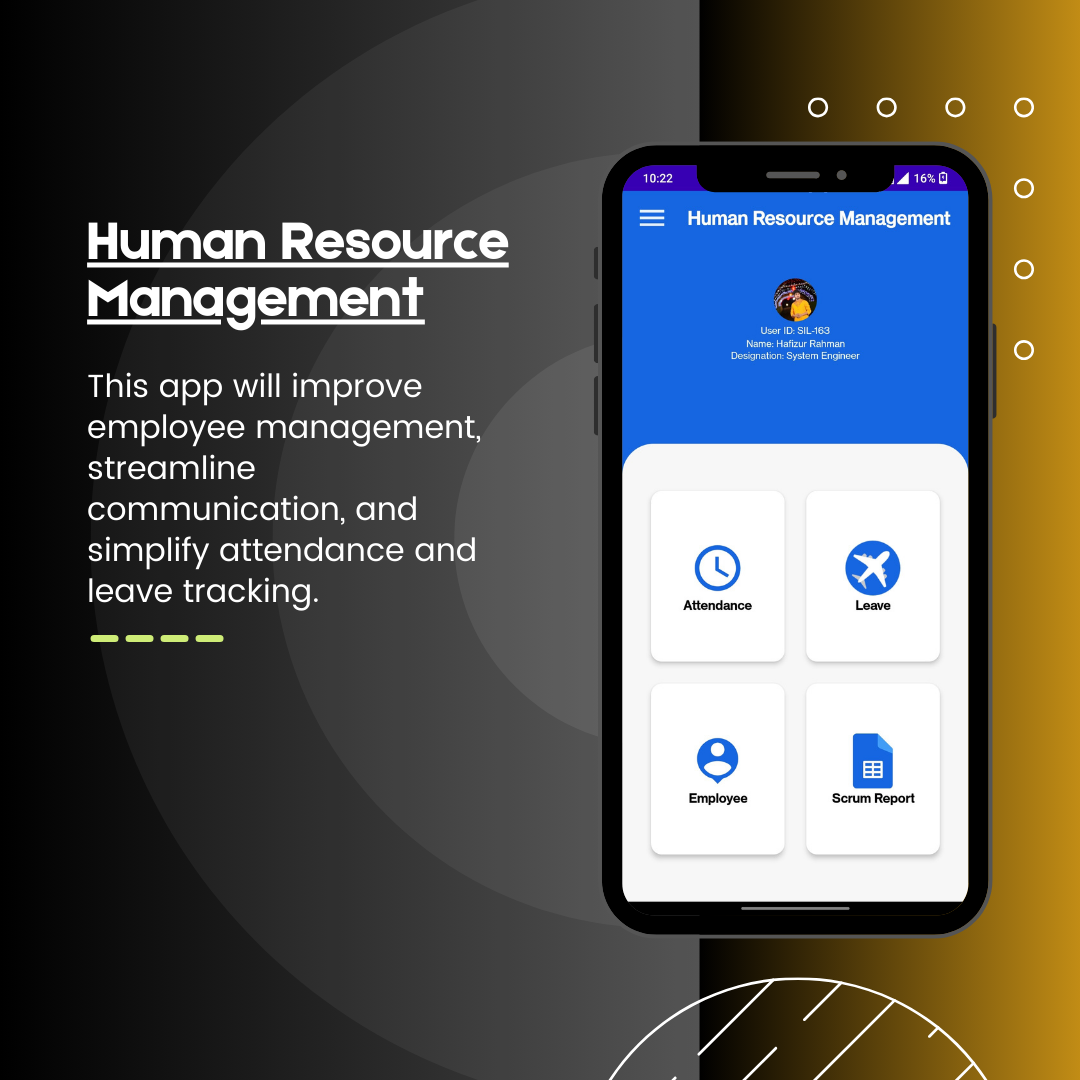 Human Resource
Management
This app will improve
employee management,
streamline
communication, and
simplify attendance and
leave tracking.
10:22
16%
Human Resource Management
User ID: SIL-163
Name: Hafizur Rahman
Designation: System Engineer
Attendance
Leave
Employee
Scrum Report